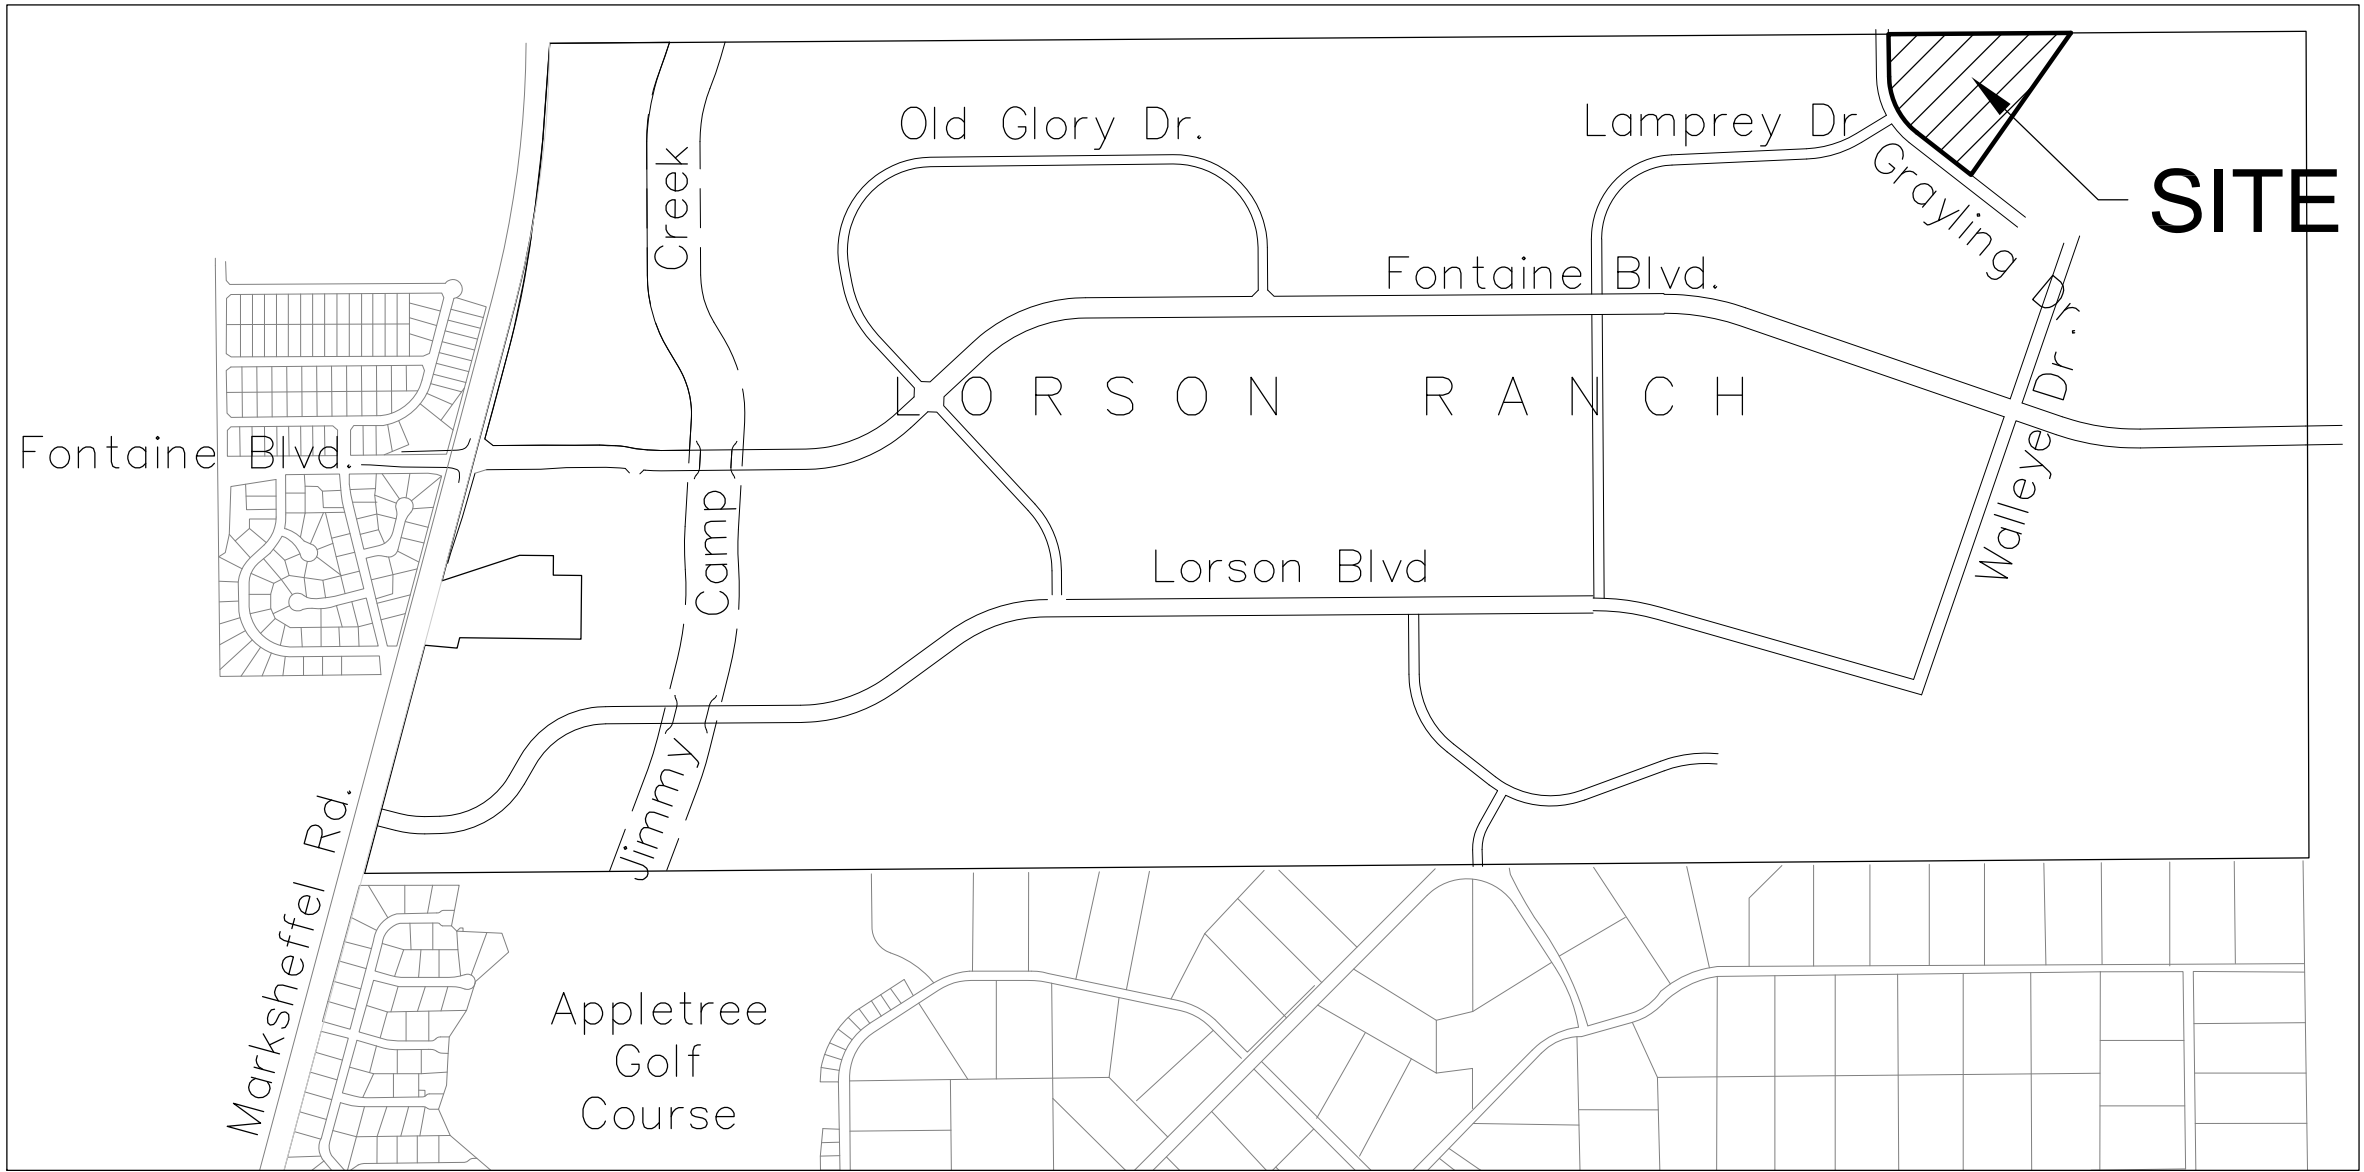 Old Glory Dr.
Lamprey Dr
Grayling Dr.
SITE
Creek
Fontaine Blvd.
LORSON RANCH
Fontaine Blvd.
Walleye Dr.
Camp
Lorson Blvd
Jimmy
Marksheffel Rd.
Appletree
Golf
Course